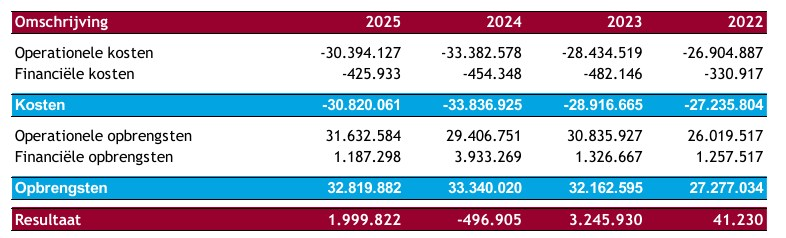 Omschrijving 2025 2024 2023 2022
Operationele kosten -30.394.127 -33.382.578 -28.434.519 -26.904.887
Financiële kosten -425.933 -454.348 -482.146 -330.917
Kosten -30.820.061 -33.836.925 -28.916.665 -27.235.804
Operationele opbrengsten 31.632.584 29.406.751 30.835.927 26.019.517
Financiële opbrengsten 1.187.298 3.933.269 1.326.667 1.257.517
Opbrengsten 32.819.882 33.340.020 32.162.595 27.277.034
Resultaat 1.999.822 -496.905 3.245.930 41.230